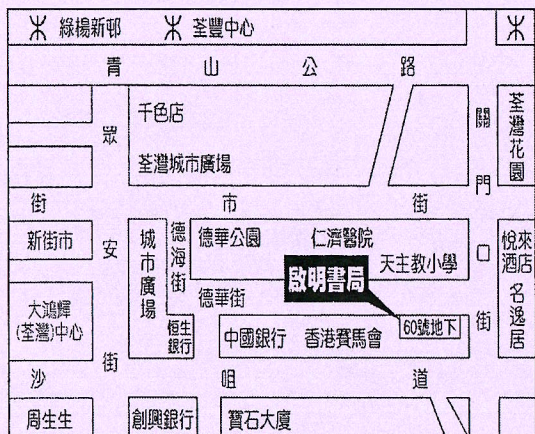 綠楊新邨 荃豐中心
青山公路
千色店
荃灣城市廣場
眾安街
關門口街
荃灣花園
街市街
新街市
城市廣場
德海街
德華公園 仁濟醫院
天主教小學
悅來酒店
啟明書局
德華街
大鴻輝
(荃灣)中心
恒生銀行
中國銀行 香港賽馬會
60號地下
名逸居
沙咀道
周生生
創興銀行
寶石大廈